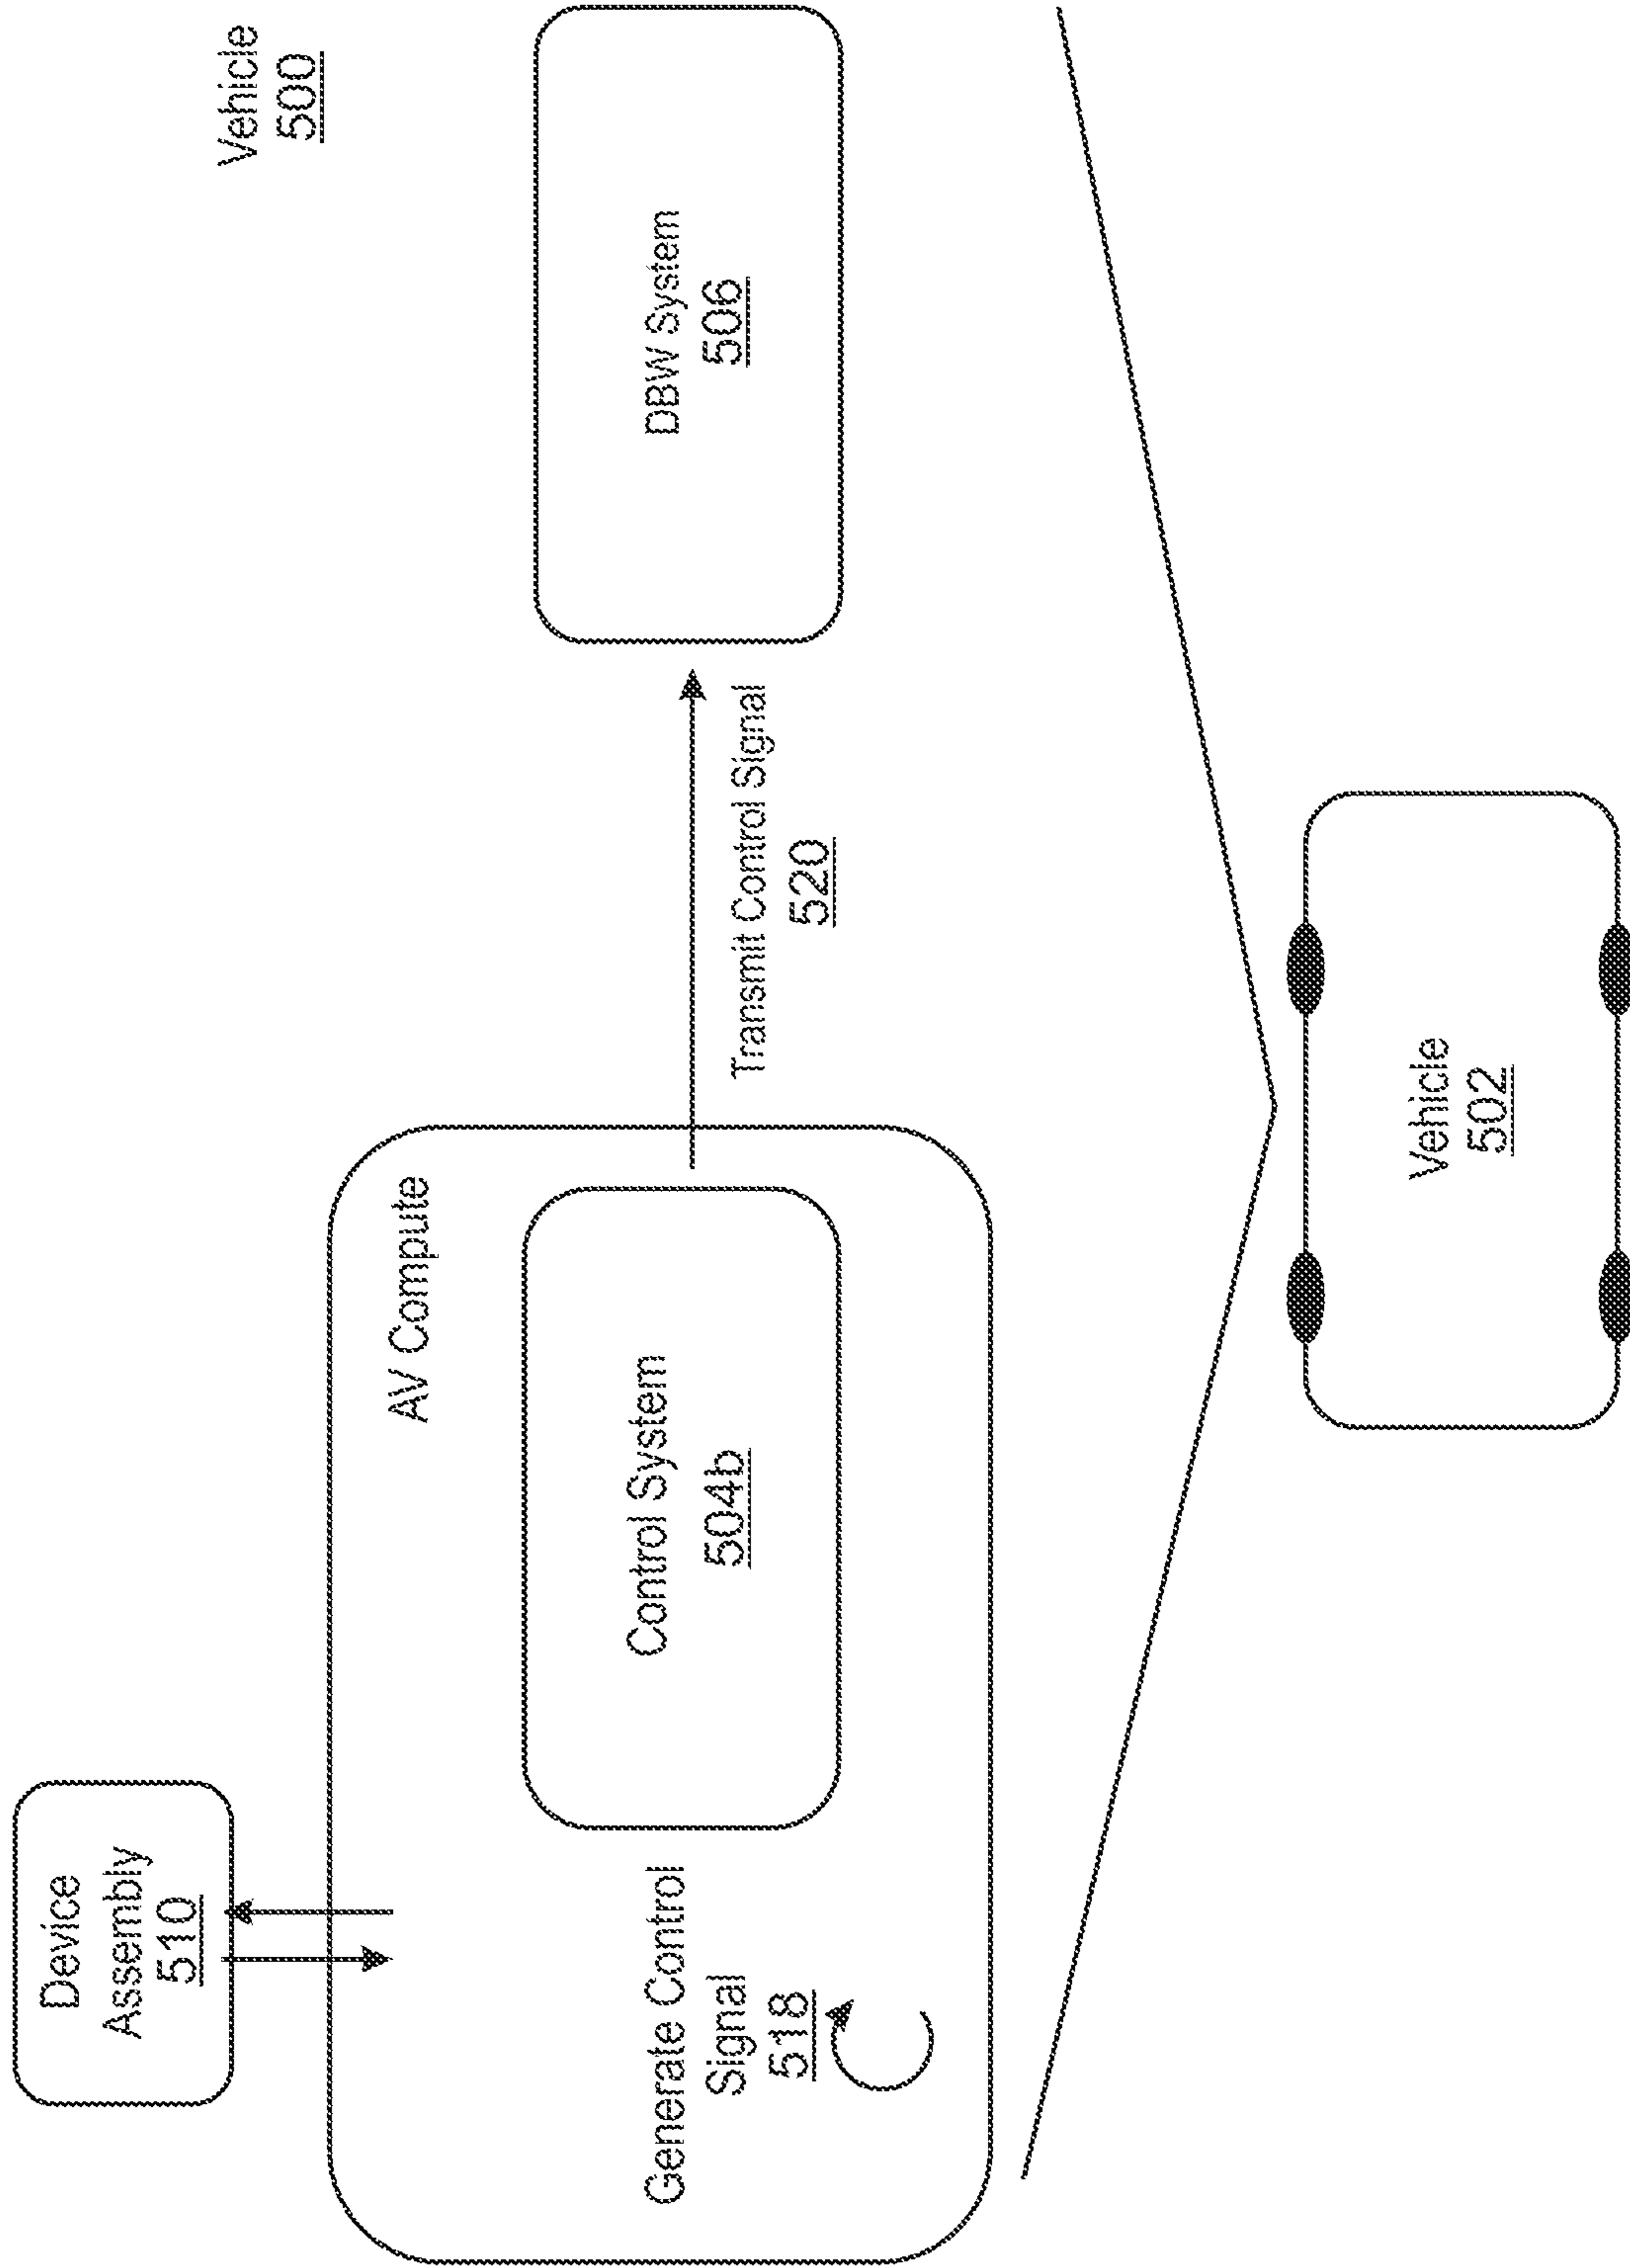 Vehicle
500
Device
Assembly
510
AV Compute
Generate Control
Signal
518
Control System
504b
Transmit Control Signal
520
DBW System
506
Vehicle
502